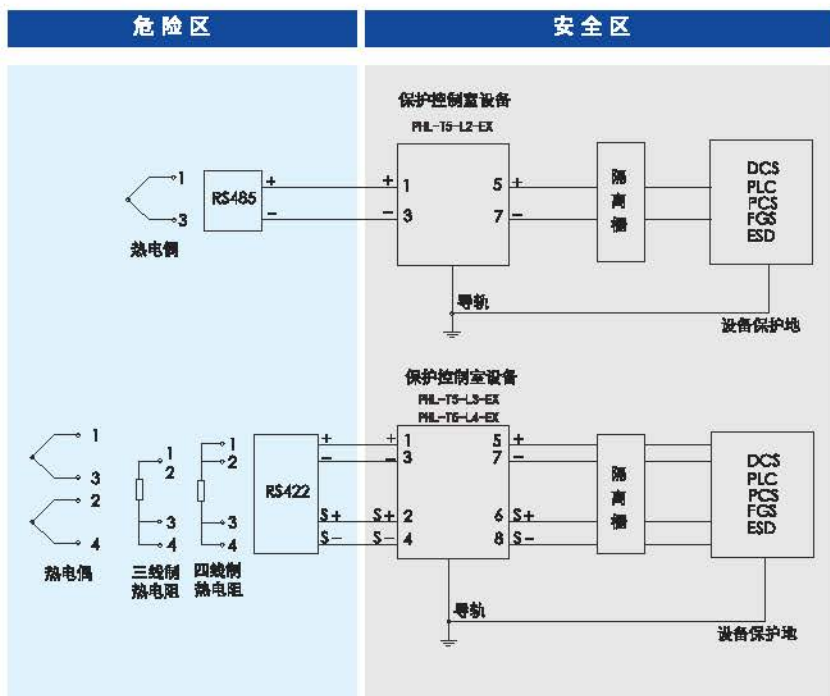 危险区
安全区
保护控制室设备
PHL-T5-L2-EX
1
3
热电偶
RS485
+
-
+
-
1
3
5
7
+
-
隔离栅
DCS
PLC
PCS
FGS
ESD
导轨
设备保护地
保护控制室设备
PHL-T5-L3-EX
PHL-T6-L4-EX
1
3
2
4
热电偶
1
2
3
4
三线制
热电阻
1
2
3
4
四线制
热电阻
RS422
+
-
S+
S-
+
-
S+
S-
1
3
2
4
5
7
6
8
+
-
S+
S-
隔离栅
DCS
PLC
PCS
FGS
ESD
导轨
设备保护地